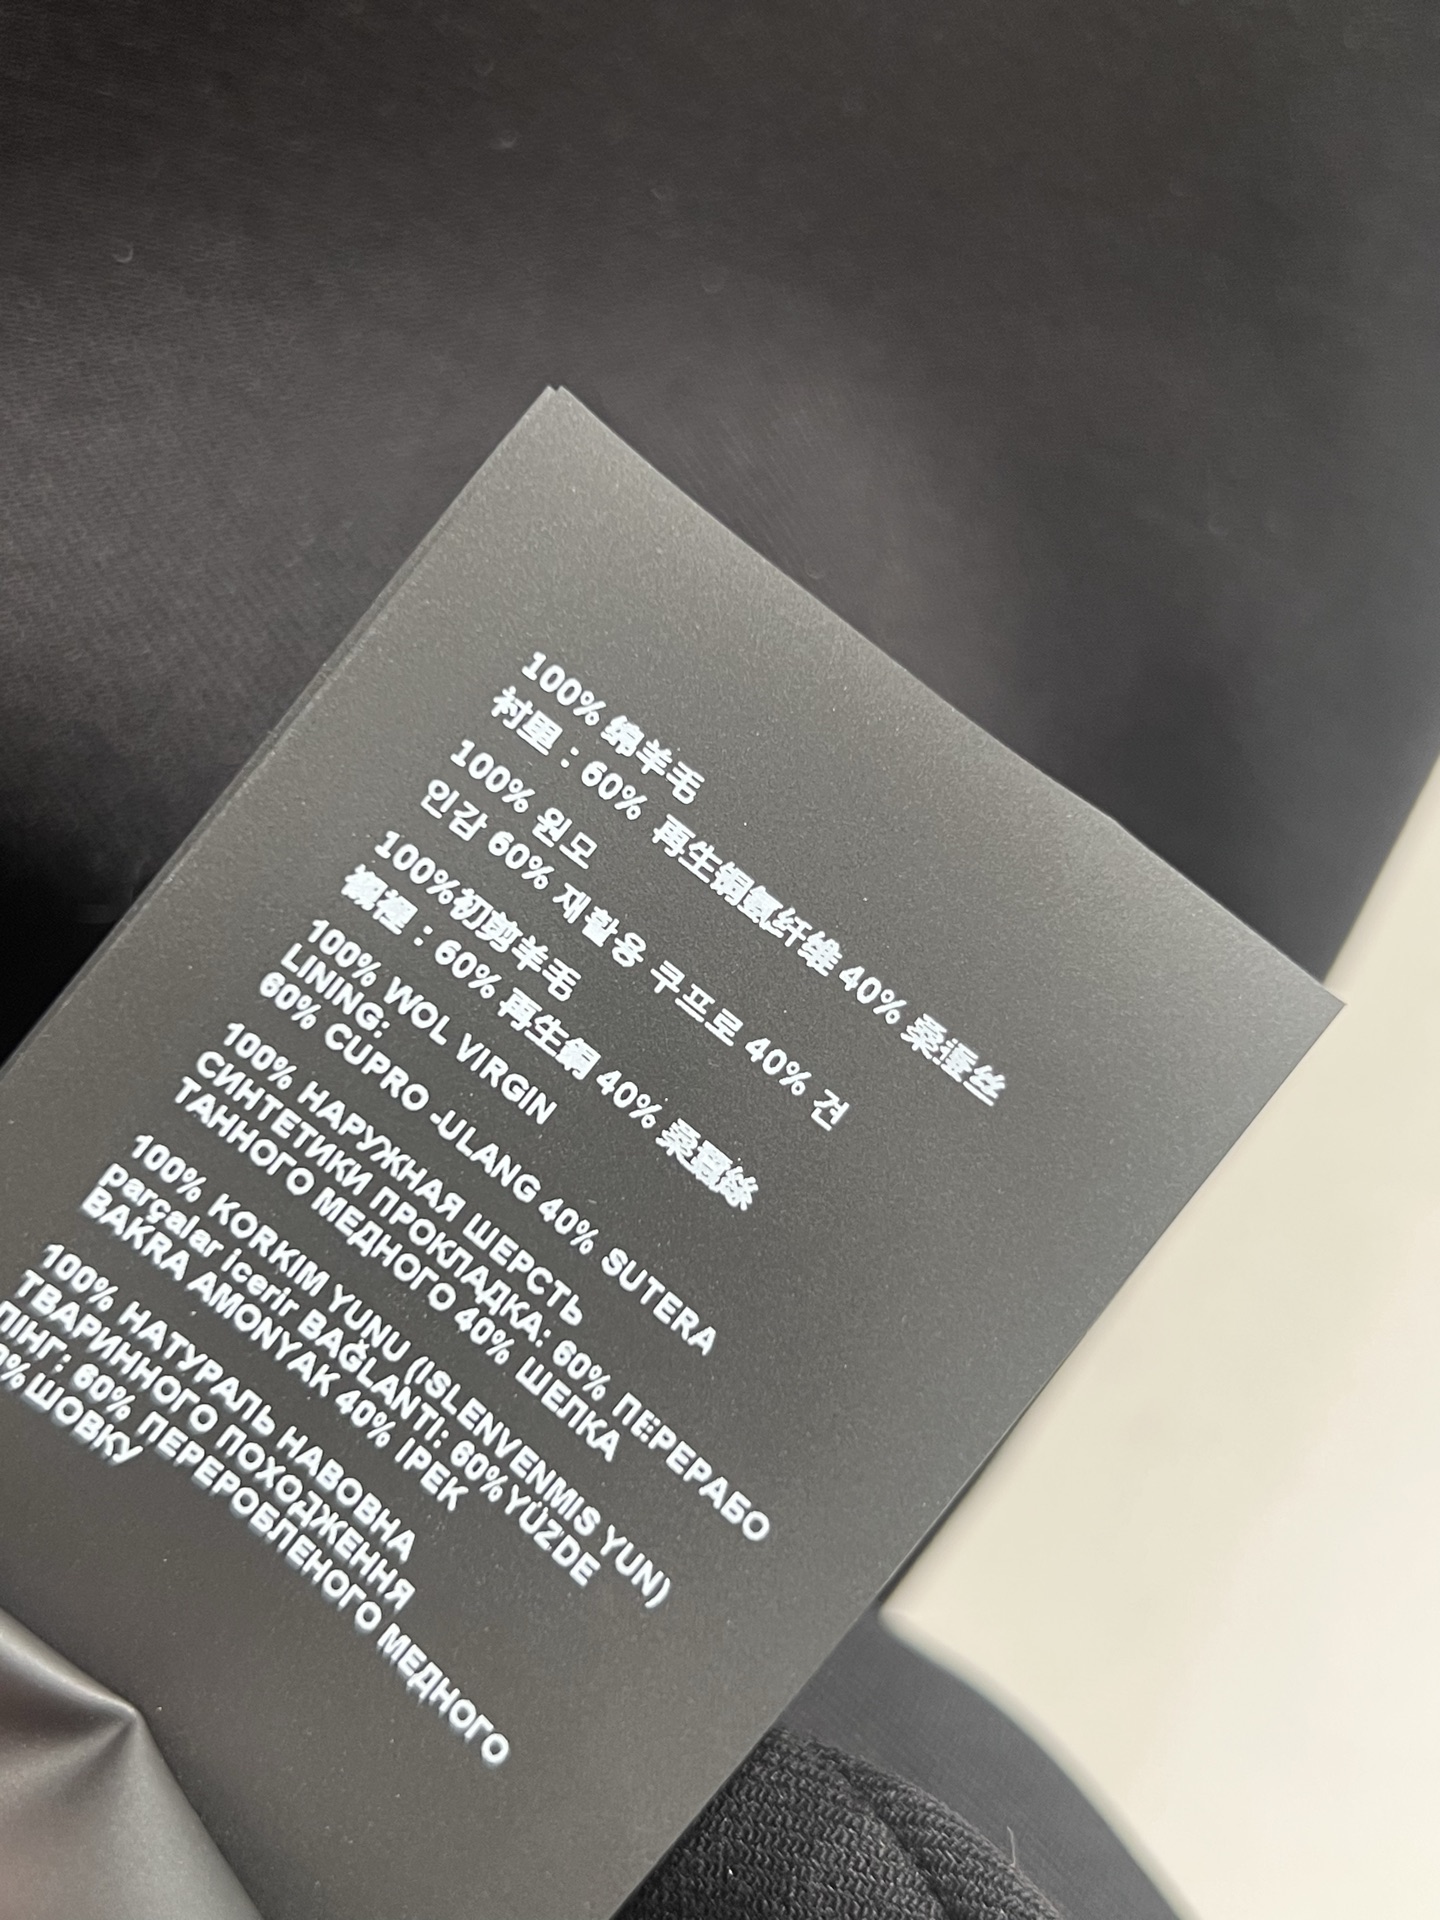 100% 绵羊毛
衬里：60% 再生铜氨纤维 40% 桑蚕丝
100% 원모
인감 60% 재활용 쿠프로 40% 견
100%初剪羊毛
襯裡：60% 再生銅 40% 桑蠶絲
100% WOL VIRGIN
LINING:
60% CUPRO -ULANG 40% SUTERA
100% НАРУЖНАЯ ШЕРСТЬ
СИНТЕТИКИ ПРОКЛАДКА: 60% ПЕРЕРАБО
ТАННОГО МЕДНОГО 40% ШЕЛКА
100% KORKIM YUNU (ISLENVENMIS YUN)
parçalar icerir BAĞLANTI: 60%YÜZDE
BAKRA AMONYAK 40% IPEK
100% НАТУРАЛЬ НАВОВНА
ТВАРИННОГО ПОХОДЖЕННЯ
ПІНГ: 60% ПЕРЕРОБЛЕНОГО МЕДНОГО
% ШОВКУ